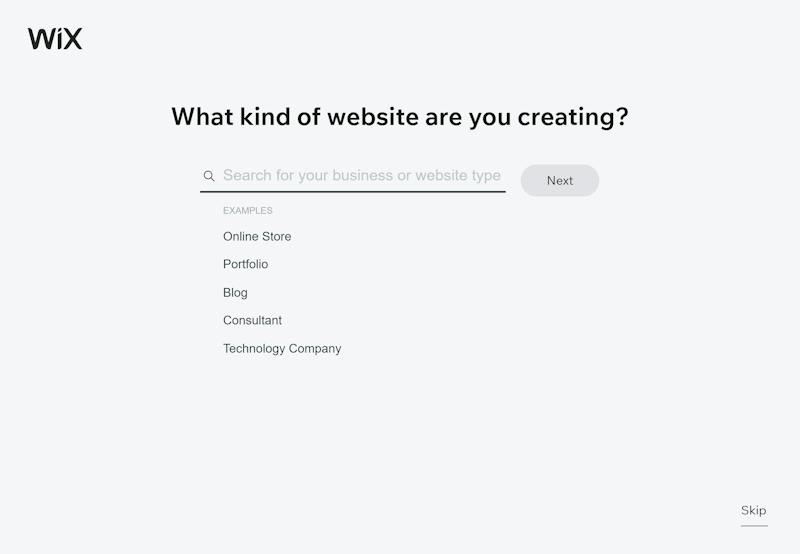 WiX
What kind of website are you creating?
Search for your business or website type
Next
EXAMPLES
Online Store
Portfolio
Blog
Consultant
Technology Company
Skip